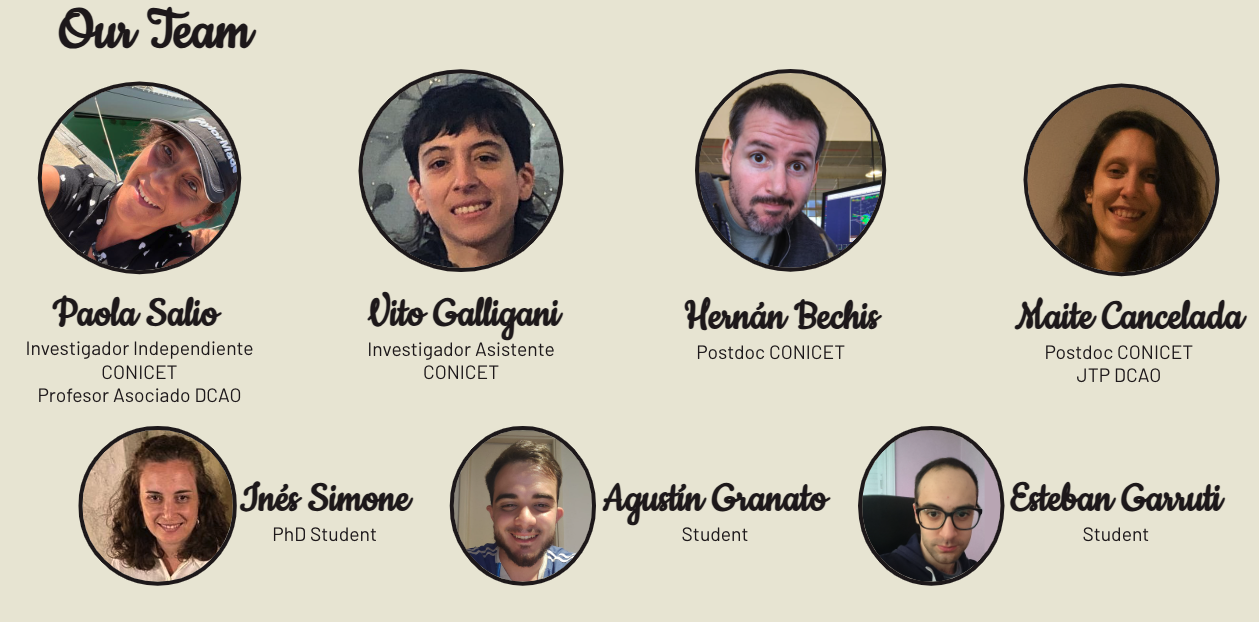 Our Team
TaylorMade
Paola Salio
Investigador Independiente
CONICET
Profesor Asociado DCAO
Vito Galligani
Investigador Asistente
CONICET
Hernán Bechis
Postdoc CONICET
Maite Cancelada
Postdoc CONICET
JTP DCAO
Inés Simone
PhD Student
Agustín Granato
Student
Esteban Garruti
Student